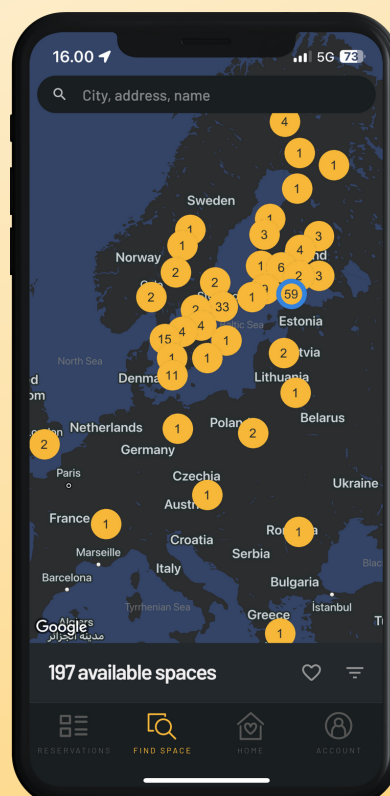 16.00
5G 73
City, address, name
4
1
1
1
Sweden
1
3
3
1
4
1
Norway
1
6
2
2
3
2
2
1
59
2
33
Estonia
4
4
15
1
North Sea
2
1
1
Denma
11
Lithuania
1
Netherlands
1
Poland
2
Belarus
2
Germany
Paris
Czechia
1
Ukraine
France
1
Croatia
1
Marseille
Serbia
Italy
Barcelona
Bulgaria
Tyrrhenian Sea
İstanbul
Greece
Google
مدينة الجزائر
1
197 available spaces
RESERVATIONS
FIND SPACE
HOME
ACCOUNT